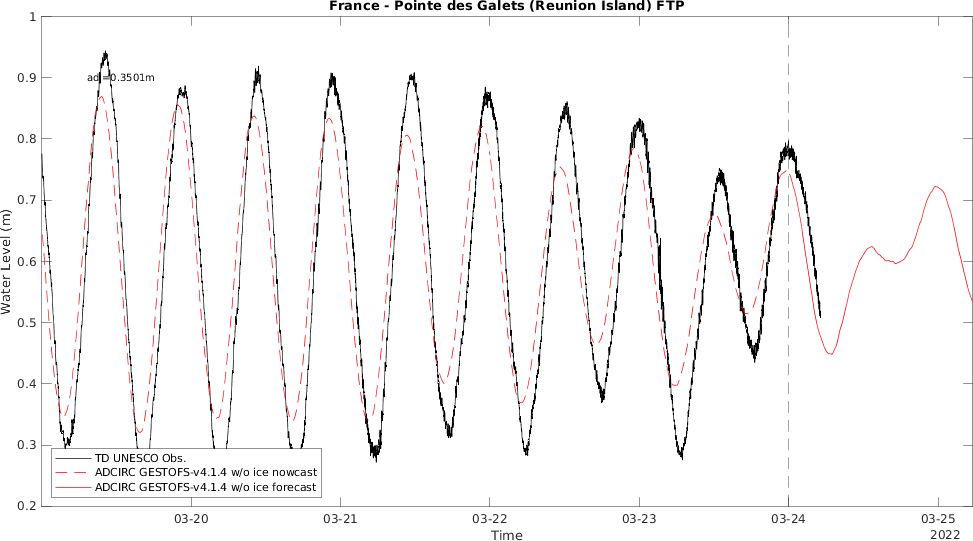 France - Pointe des Galets (Reunion Island) FTP
1
0.9
0.8
0.7
0.6
0.5
0.4
0.3
0.2
Water Level (m)
adj=0.3501m
TD UNESCO Obs.
ADCIRC GESTOFS-v4.1.4 w/o ice nowcast
ADCIRC GESTOFS-v4.1.4 w/o ice forecast
03-20
03-21
03-22
03-23
03-24
03-25
Time
2022